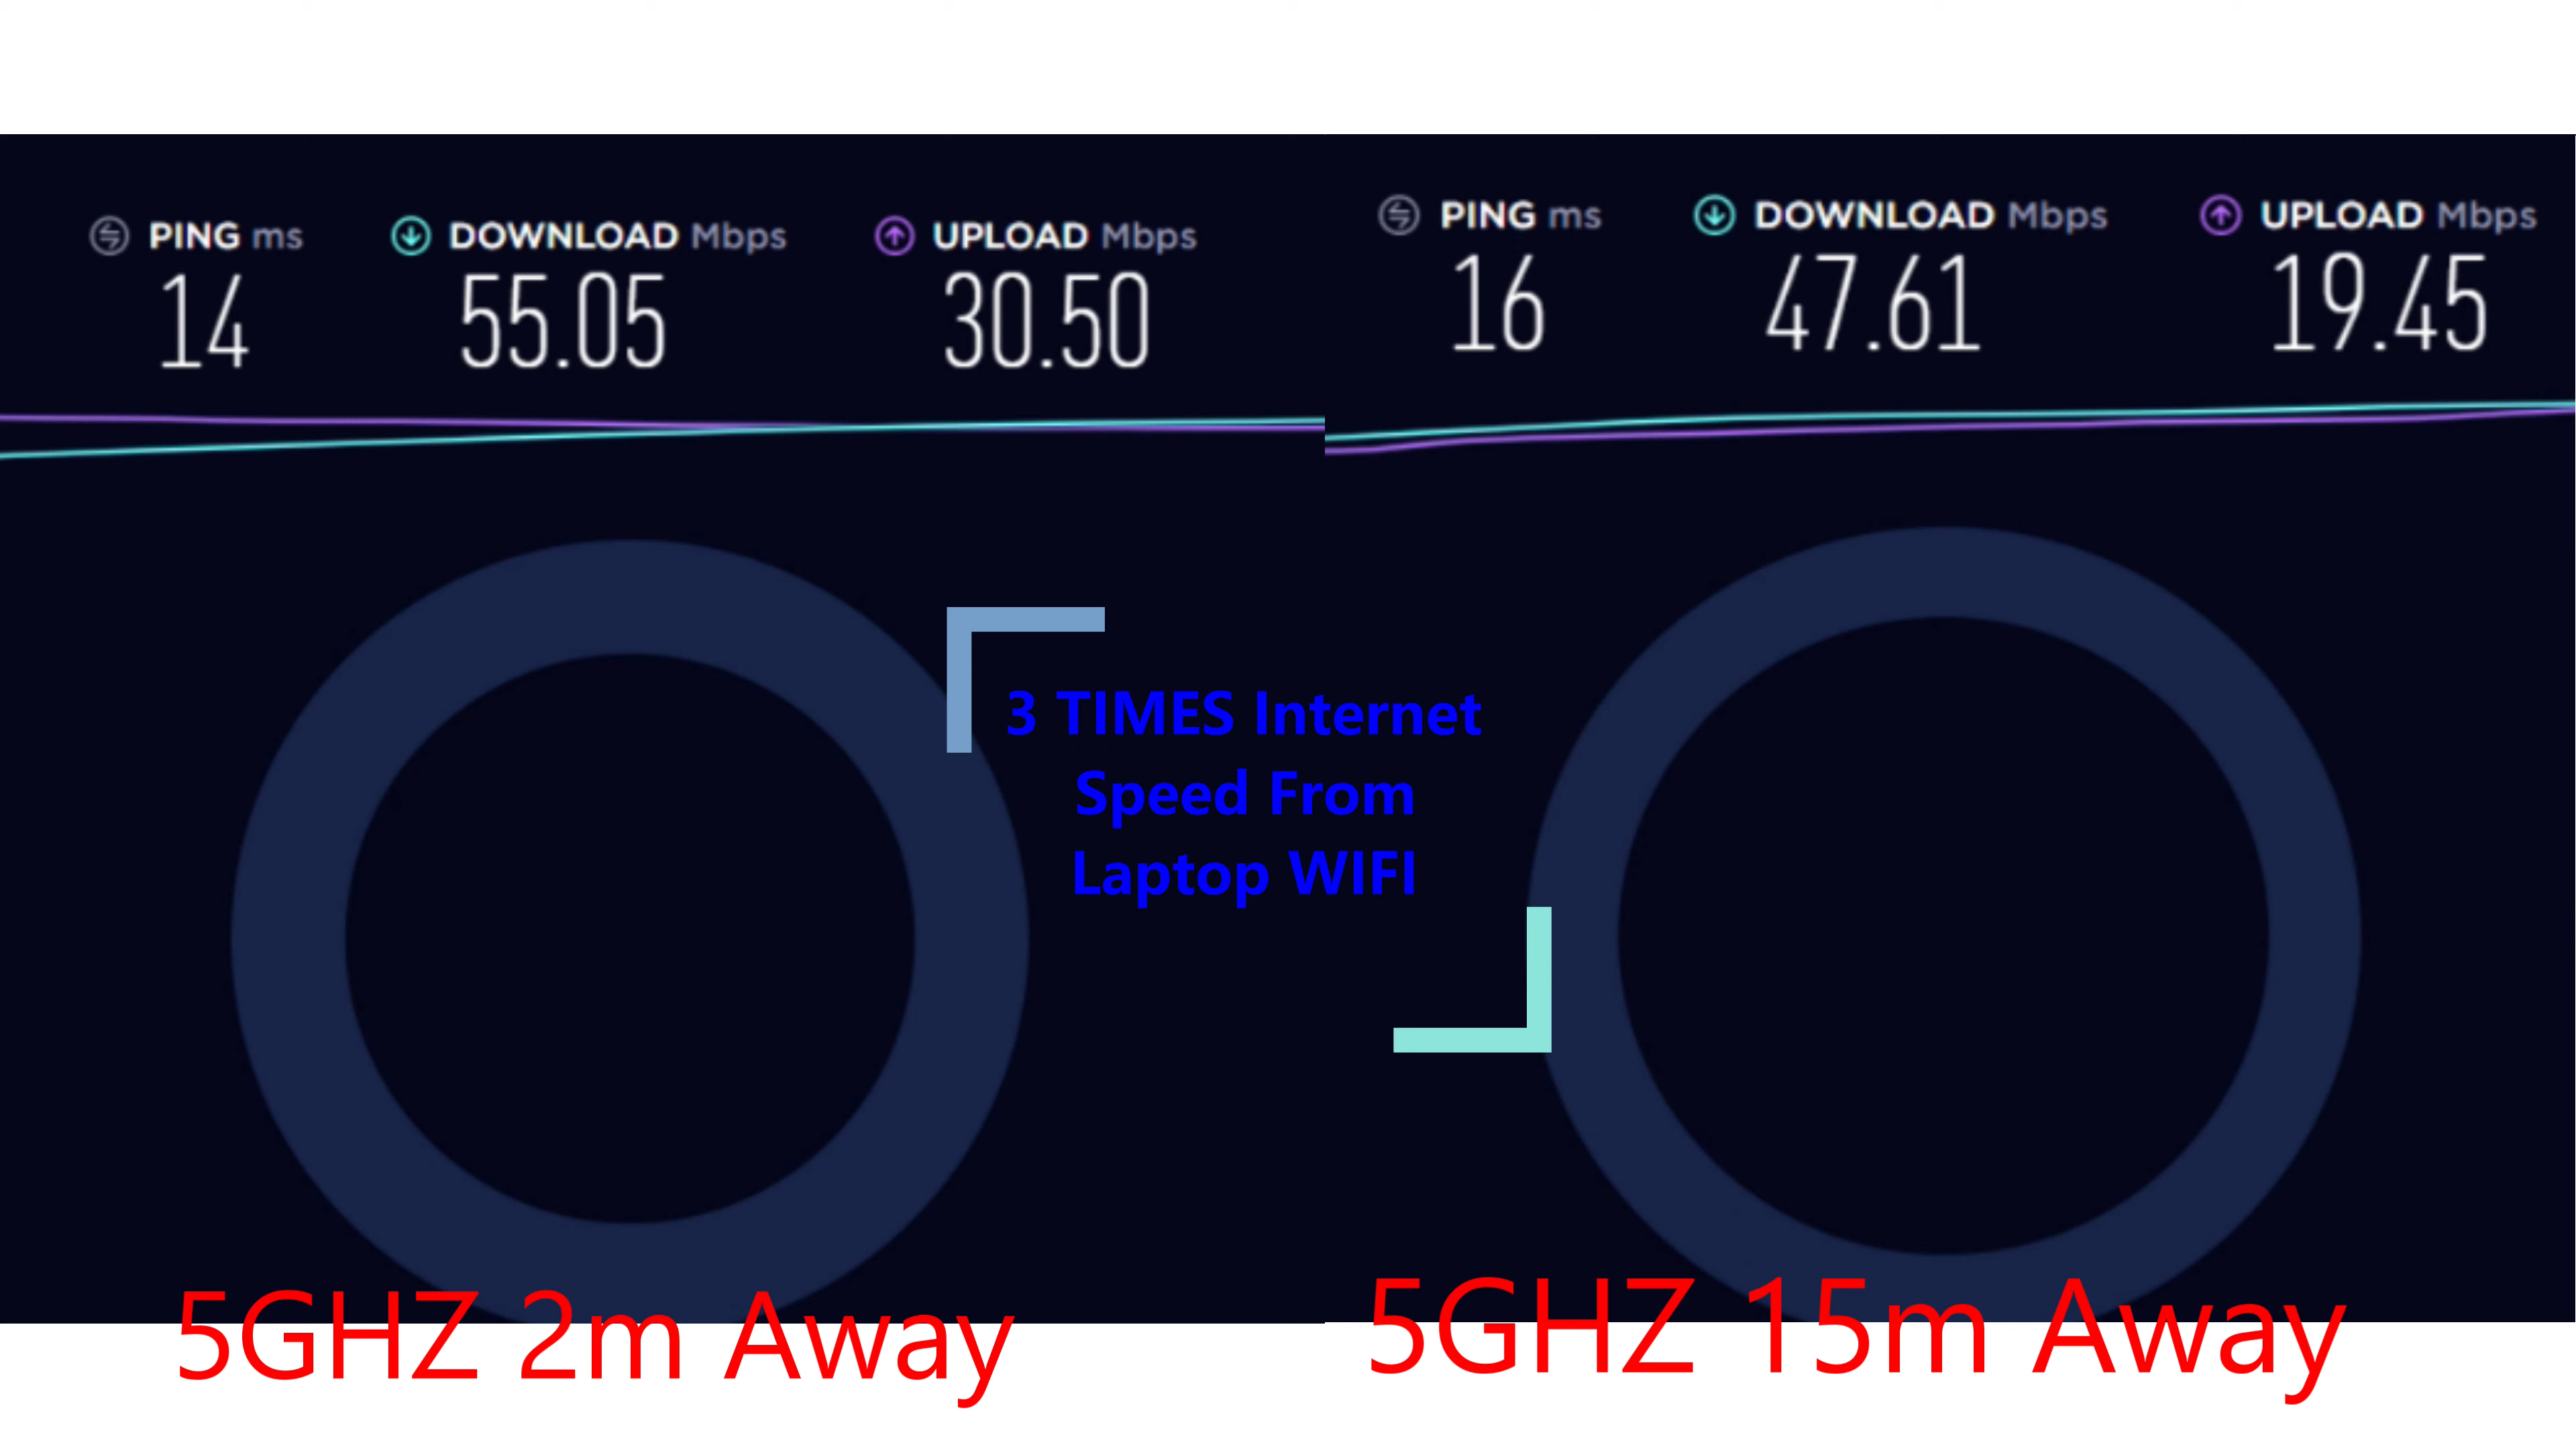 PING ms DOWNLOAD Mbps UPLOAD Mbps
14 55.05 30.50
PING ms DOWNLOAD Mbps UPLOAD Mbps
16 47.61 19.45
3 TIMES Internet
Speed From
Laptop WIFI
5GHZ 2m Away
5GHZ 15m Away